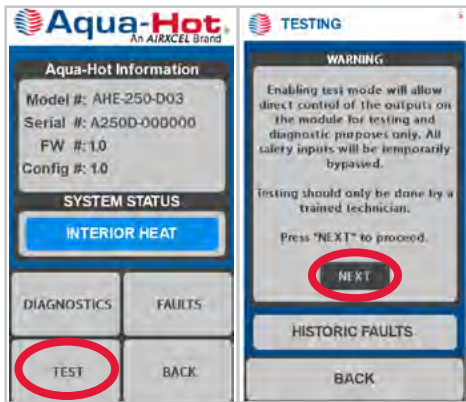 Aqua-Hot
An AIRXCEL Brand
Aqua-Hot Information
Model #: AHE-250-D03
Serial #: A250D-000000
FW #: 1.0
Config #: 1.0
SYSTEM STATUS
INTERIOR HEAT
DIAGNOSTICS
FAULTS
TEST
BACK
TESTING
WARNING
Enabling test mode will allow
direct control of the outputs on
the module for testing and
diagnostic purposes only. All
safety inputs will be temporarily
bypassed.
Testing should only be done by a
trained technician.
Press "NEXT" to proceed.
NEXT
HISTORIC FAULTS
BACK